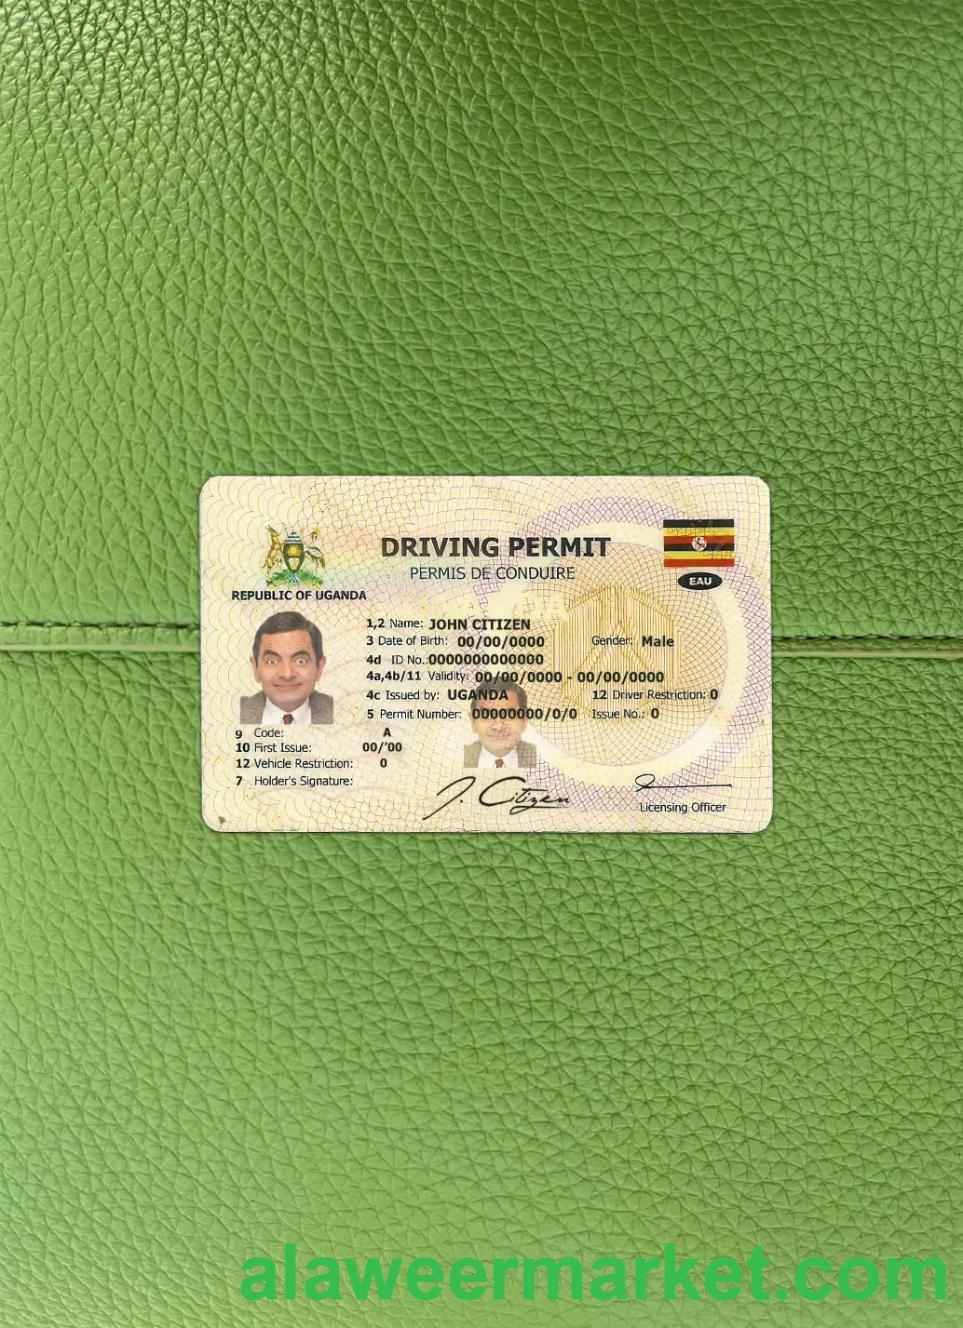 DRIVING PERMIT
PERMIS DE CONDUIRE
EAU
REPUBLIC OF UGANDA
1,2 Name: JOHN CITIZEN
3 Date of Birth: 00/00/0000 Gender: Male
4d ID No.:0000000000000
4a,4b/11 Validity: 00/00/0000 - 00/00/0000
4c Issued by: UGANDA 12 Driver Restriction: 0
5 Permit Number: 00000000/0/0 Issue No.: 0
9 Code: A
10 First Issue: 00/'00
12 Vehicle Restriction: 0
7 Holder's Signature:
J. Citizen
Licensing Officer
alaweermarket.com